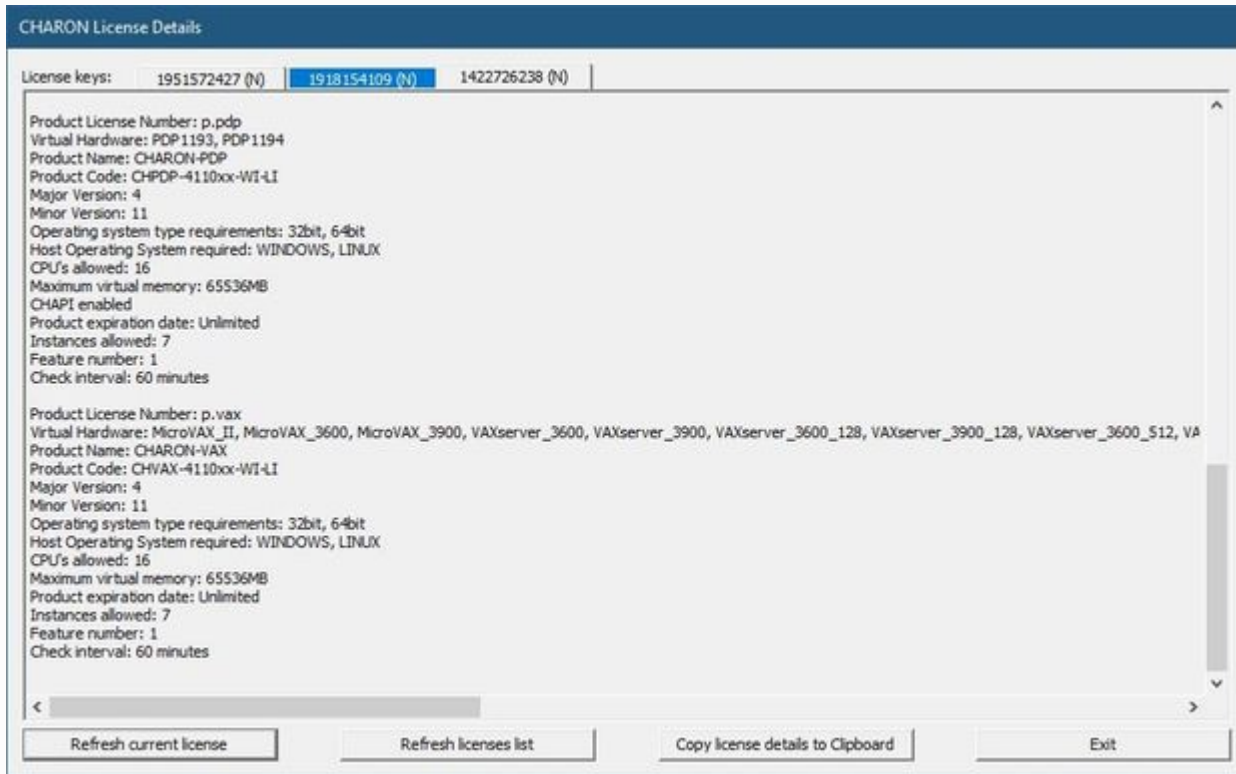 CHARON License Details
License keys: 1951572427 (N) 1918154109 (N) 1422726238 (N)
Product License Number: p.pdp
Virtual Hardware: PDP1193, PDP1194
Product Name: CHARON-PDP
Product Code: CHPDP-4110xx-WI-LI
Major Version: 4
Minor Version: 11
Operating system type requirements: 32bit, 64bit
Host Operating System required: WINDOWS, LINUX
CPU's allowed: 16
Maximum virtual memory: 65536MB
CHAPI enabled
Product expiration date: Unlimited
Instances allowed: 7
Feature number: 1
Check interval: 60 minutes
Product License Number: p.vax
Virtual Hardware: MicroVAX_II, MicroVAX_3600, MicroVAX_3900, VAXserver_3600, VAXserver_3900, VAXserver_3600_128, VAXserver_3900_128, VAXserver_3600_512, VA
Product Name: CHARON-VAX
Product Code: CHVAX-4110xx-WI-LI
Major Version: 4
Minor Version: 11
Operating system type requirements: 32bit, 64bit
Host Operating System required: WINDOWS, LINUX
CPU's allowed: 16
Maximum virtual memory: 65536MB
Product expiration date: Unlimited
Instances allowed: 7
Feature number: 1
Check interval: 60 minutes
Refresh current license Refresh licenses list Copy license details to Clipboard Exit